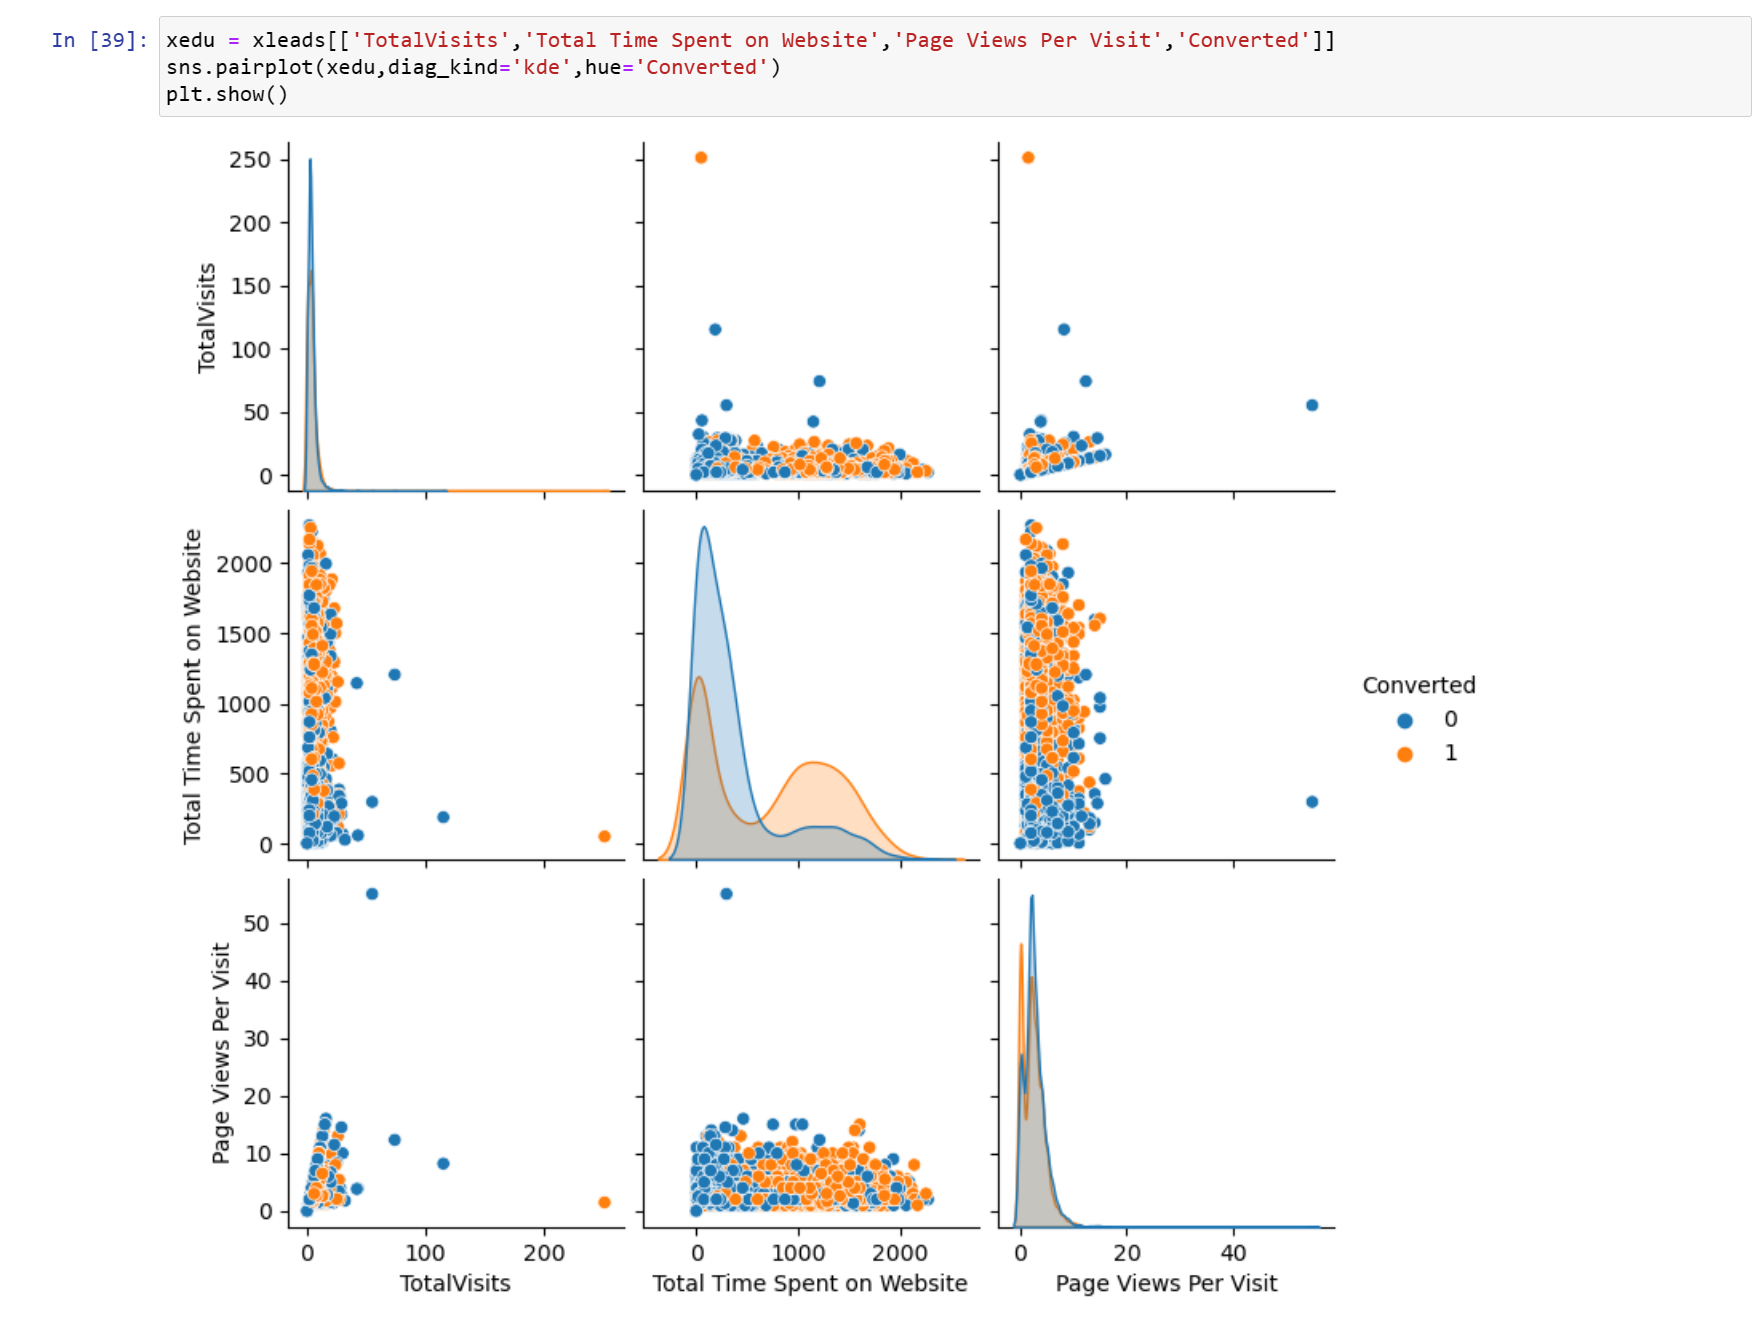 In [39]: xedu = xleads[['TotalVisits','Total Time Spent on Website','Page Views Per Visit','Converted']]
sns.pairplot(xedu,diag_kind='kde',hue='Converted')
plt.show()
250
200
150
100
50
0
TotalVisits
2000
1500
1000
500
0
Total Time Spent on Website
Converted
0
1
50
40
30
20
10
0
Page Views Per Visit
0 100 200
0 1000 2000
0 20 40
TotalVisits
Total Time Spent on Website
Page Views Per Visit